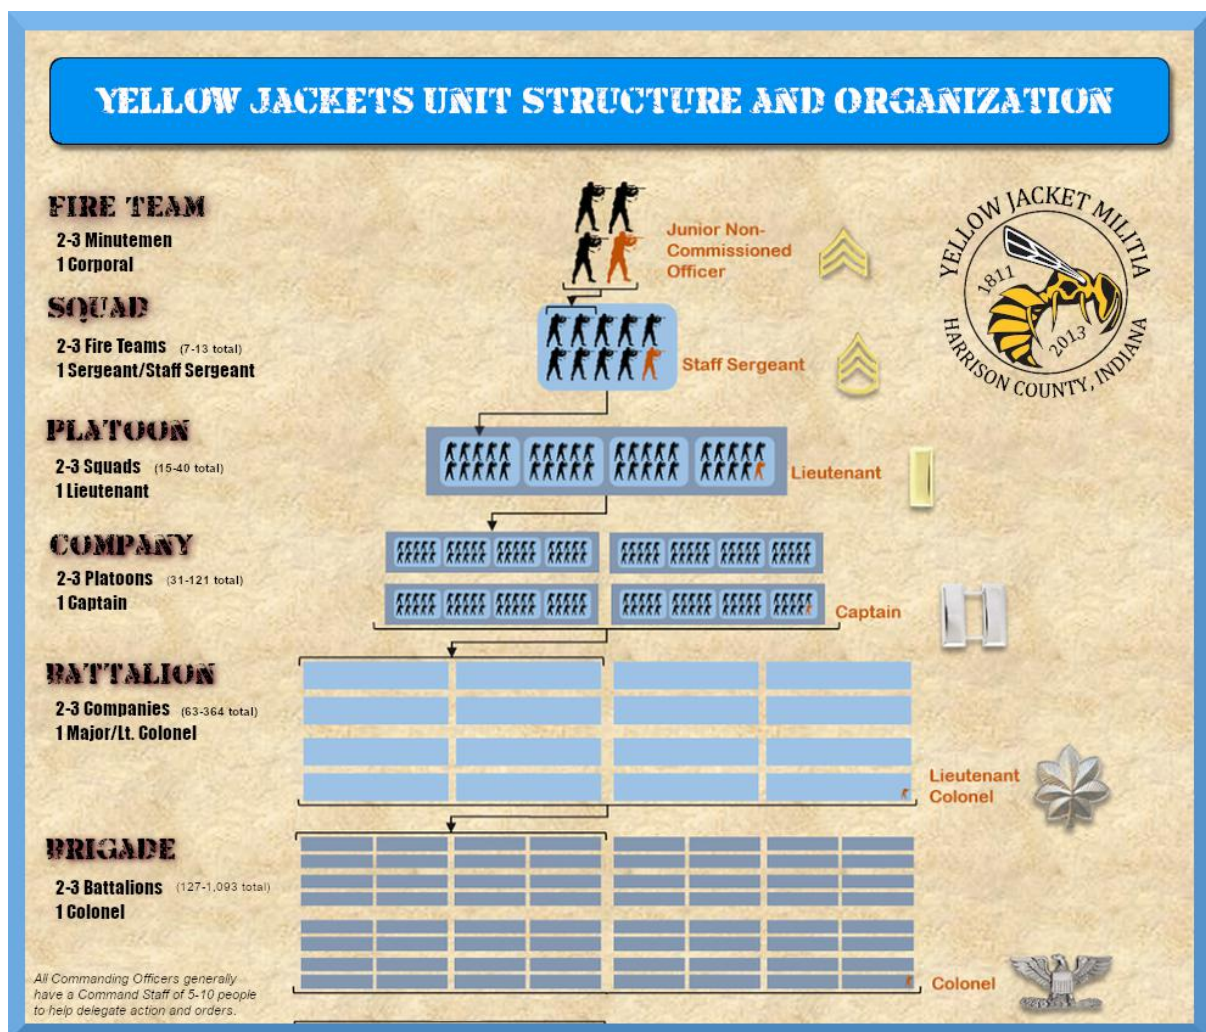 YELLOW JACKETS UNIT STRUCTURE AND ORGANIZATION
FIRE TEAM
2-3 Minutemen
1 Corporal
Junior Non-
Commissioned
Officer
YELLOW JACKET MILITIA
1811
2013
HARRISON COUNTY, INDIANA
SQUAD
2-3 Fire Teams (7-13 total)
1 Sergeant/Staff Sergeant
Staff Sergeant
PLATOON
2-3 Squads (15-40 total)
1 Lieutenant
Lieutenant
COMPANY
2-3 Platoons (31-121 total)
1 Captain
Captain
BATTALION
2-3 Companies (63-364 total)
1 Major/Lt. Colonel
Lieutenant
Colonel
BRIGADE
2-3 Battalions (127-1,093 total)
1 Colonel
Colonel
All Commanding Officers generally
have a Command Staff of 5-10 people
to help delegate action and orders.